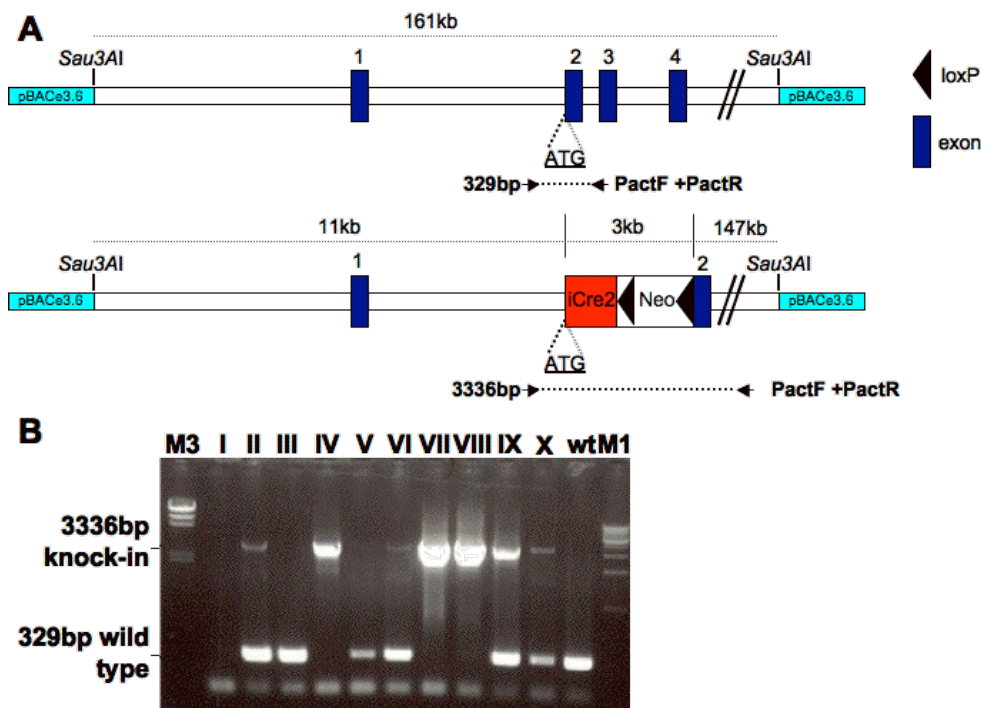 A
161kb
Sau3AI 1 2 3 4 Sau3AI
pBACe3.6 pBACe3.6
loxP
exon
ATG
329bp PactF +PactR
11kb 3kb 147kb
Sau3AI 1 2 Sau3AI
pBACe3.6 iCre2 Neo pBACe3.6
ATG
3336bp PactF +PactR
B
M3 I II III IV V VI VII VIII IX X wt M1
3336bp
knock-in
329bp wild
type